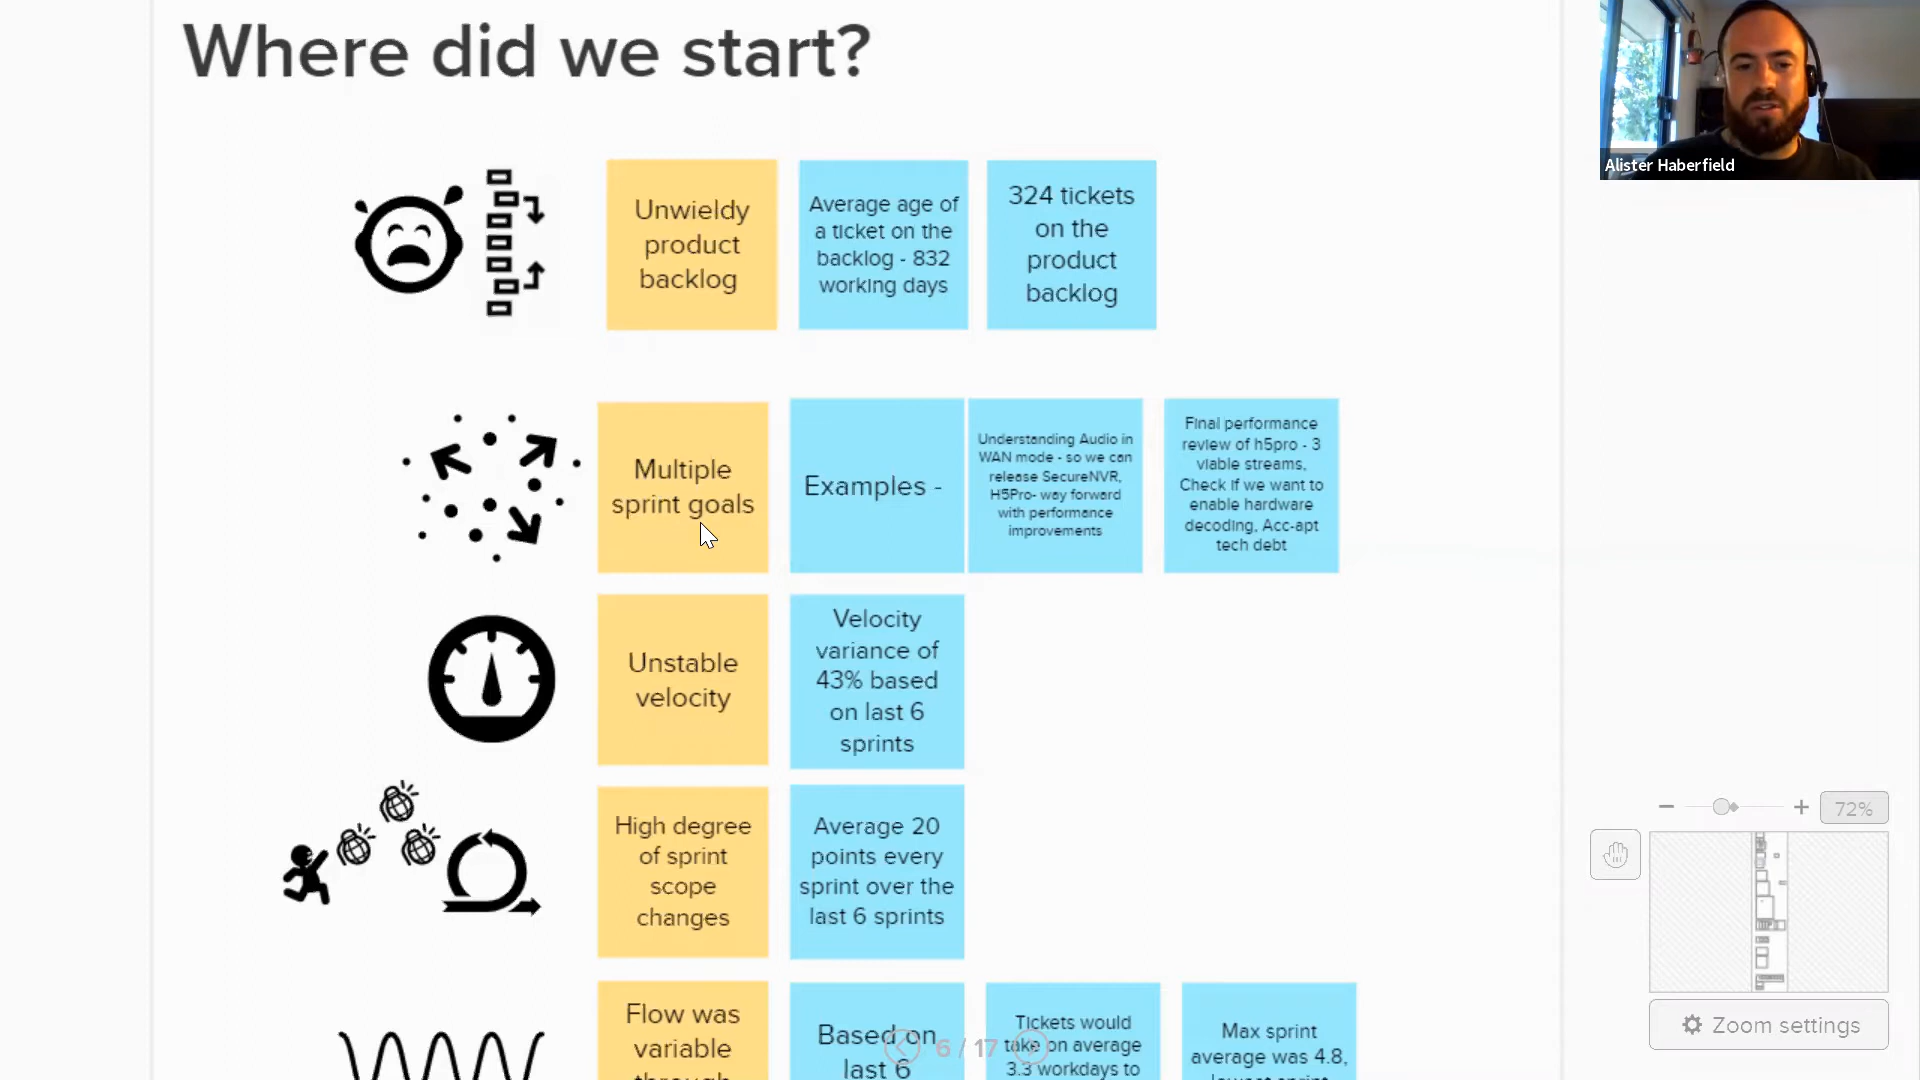 Where did we start?
Alister Haberfield
Unwieldy
product
backlog
Average age of
a ticket on the
backlog - 832
working days
324 tickets
on the
product
backlog
Multiple
sprint goals
Examples -
Understanding Audio in
WAN mode - so we can
release SecureNVR,
H5Pro- way forward
with performance
improvements
Final performance
review of h5pro - 3
viable streams,
Check if we want to
enable hardware
decoding, Acc-apt
tech debt
Unstable
velocity
Velocity
variance of
43% based
on last 6
sprints
High degree
of sprint
scope
changes
Average 20
points every
sprint over the
last 6 sprints
Flow was
variable
through
Based on
last 6
Tickets would
take on average
3.3 workdays to
Max sprint
average was 4.8,
lowest sprint
6 / 17
72%
Zoom settings